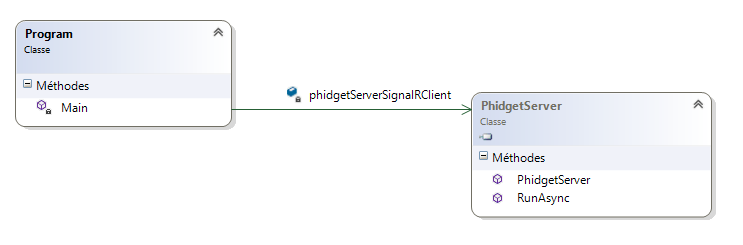 Program
Classe
Méthodes
Main
phidgetServerSignalRClient
PhidgetServer
Classe
Méthodes
PhidgetServer
RunAsync